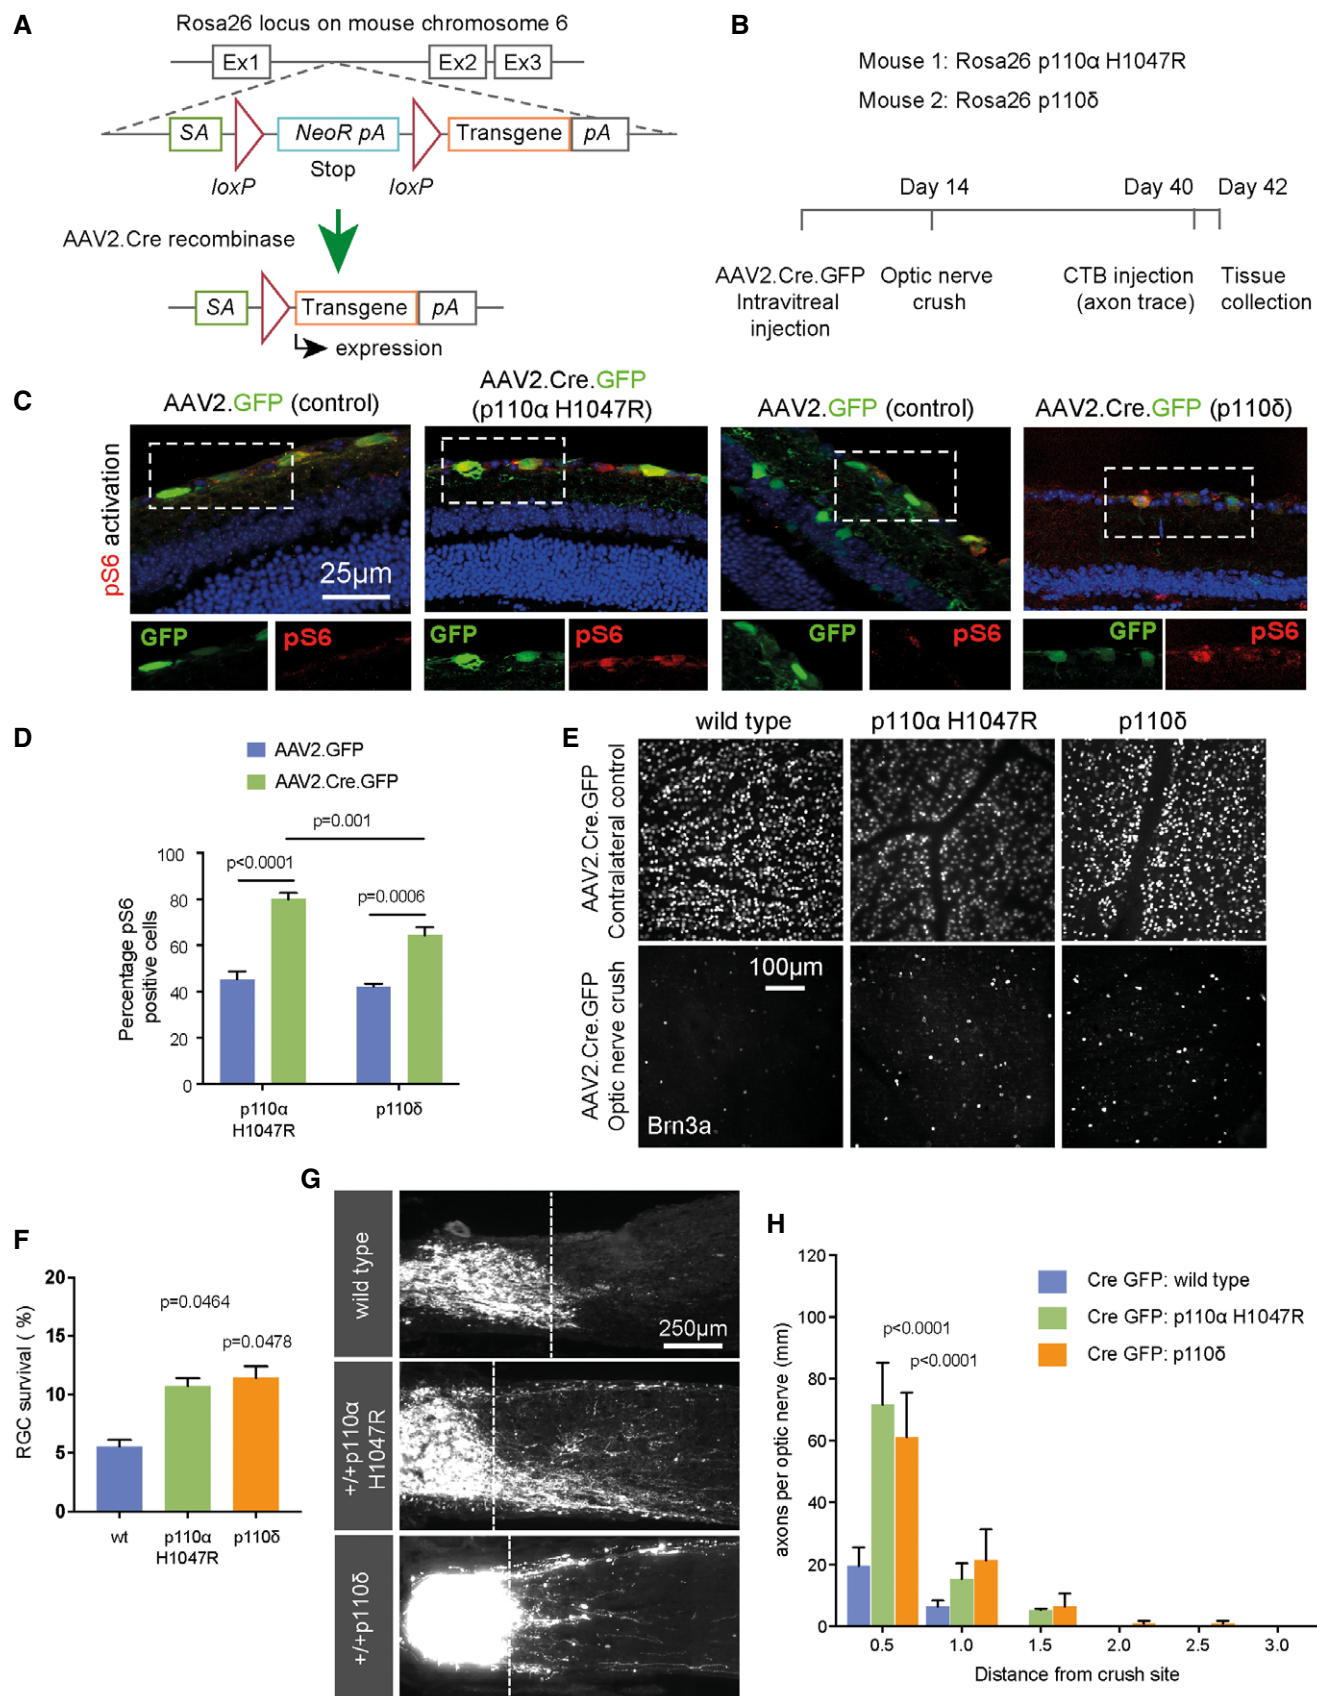 A
Rosa26 locus on mouse chromosome 6
Ex1
Ex2
Ex3
SA
NeoR pA
Transgene
pA
Stop
loxP
loxP
AAV2.Cre recombinase
SA
Transgene
pA
expression
B
Mouse 1: Rosa26 p110α H1047R
Mouse 2: Rosa26 p110δ
Day 14
Day 40
Day 42
AAV2.Cre.GFP
Intravitreal
injection
Optic nerve
crush
CTB injection
(axon trace)
Tissue
collection
C
AAV2.GFP (control)
AAV2.Cre.GFP
(p110α H1047R)
AAV2.GFP (control)
AAV2.Cre.GFP (p110δ)
pS6 activation
25µm
GFP
pS6
GFP
pS6
GFP
pS6
GFP
pS6
D
AAV2.GFP
AAV2.Cre.GFP
p=0.001
p<0.0001
p=0.0006
Percentage pS6
positive cells
100
80
60
40
20
0
p110α
H1047R
p110δ
E
wild type
p110α H1047R
p110δ
AAV2.Cre.GFP
Contralateral control
AAV2.Cre.GFP
Optic nerve crush
100µm
Brn3a
F
RGC survival ( %)
20
15
10
5
0
p=0.0464
p=0.0478
wt
p110α
H1047R
p110δ
G
wild type
250µm
+/+p110α
H1047R
+/+p110δ
H
axons per optic nerve (mm)
120
100
80
60
40
20
0
Cre GFP: wild type
Cre GFP: p110α H1047R
Cre GFP: p110δ
p<0.0001
p<0.0001
0.5
1.0
1.5
2.0
2.5
3.0
Distance from crush site